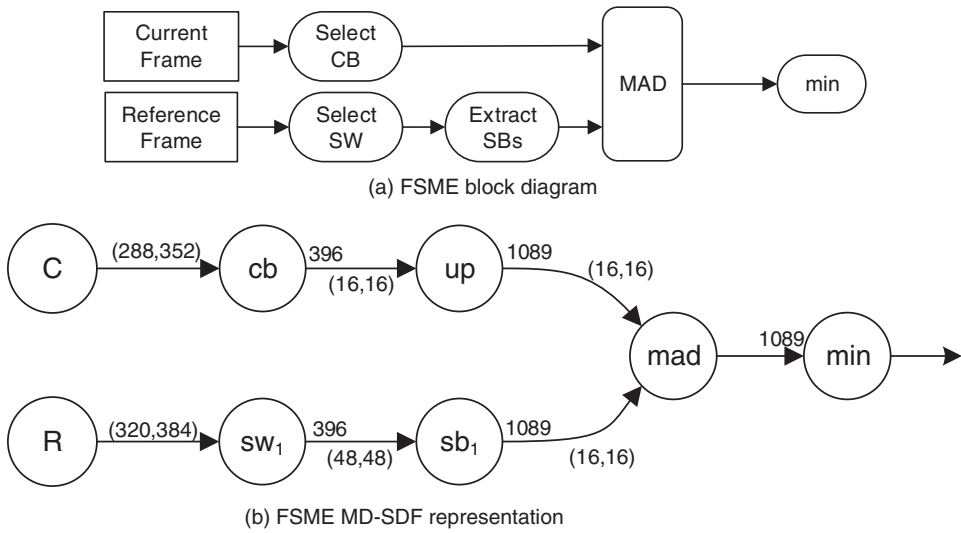 Current
Frame
Select
CB
MAD
min
Reference
Frame
Select
SW
Extract
SBs
(a) FSME block diagram
C
(288,352)
cb
396
(16,16)
up
1089
(16,16)
mad
1089
min
R
(320,384)
sw₁
396
(48,48)
sb₁
1089
(16,16)
(b) FSME MD-SDF representation